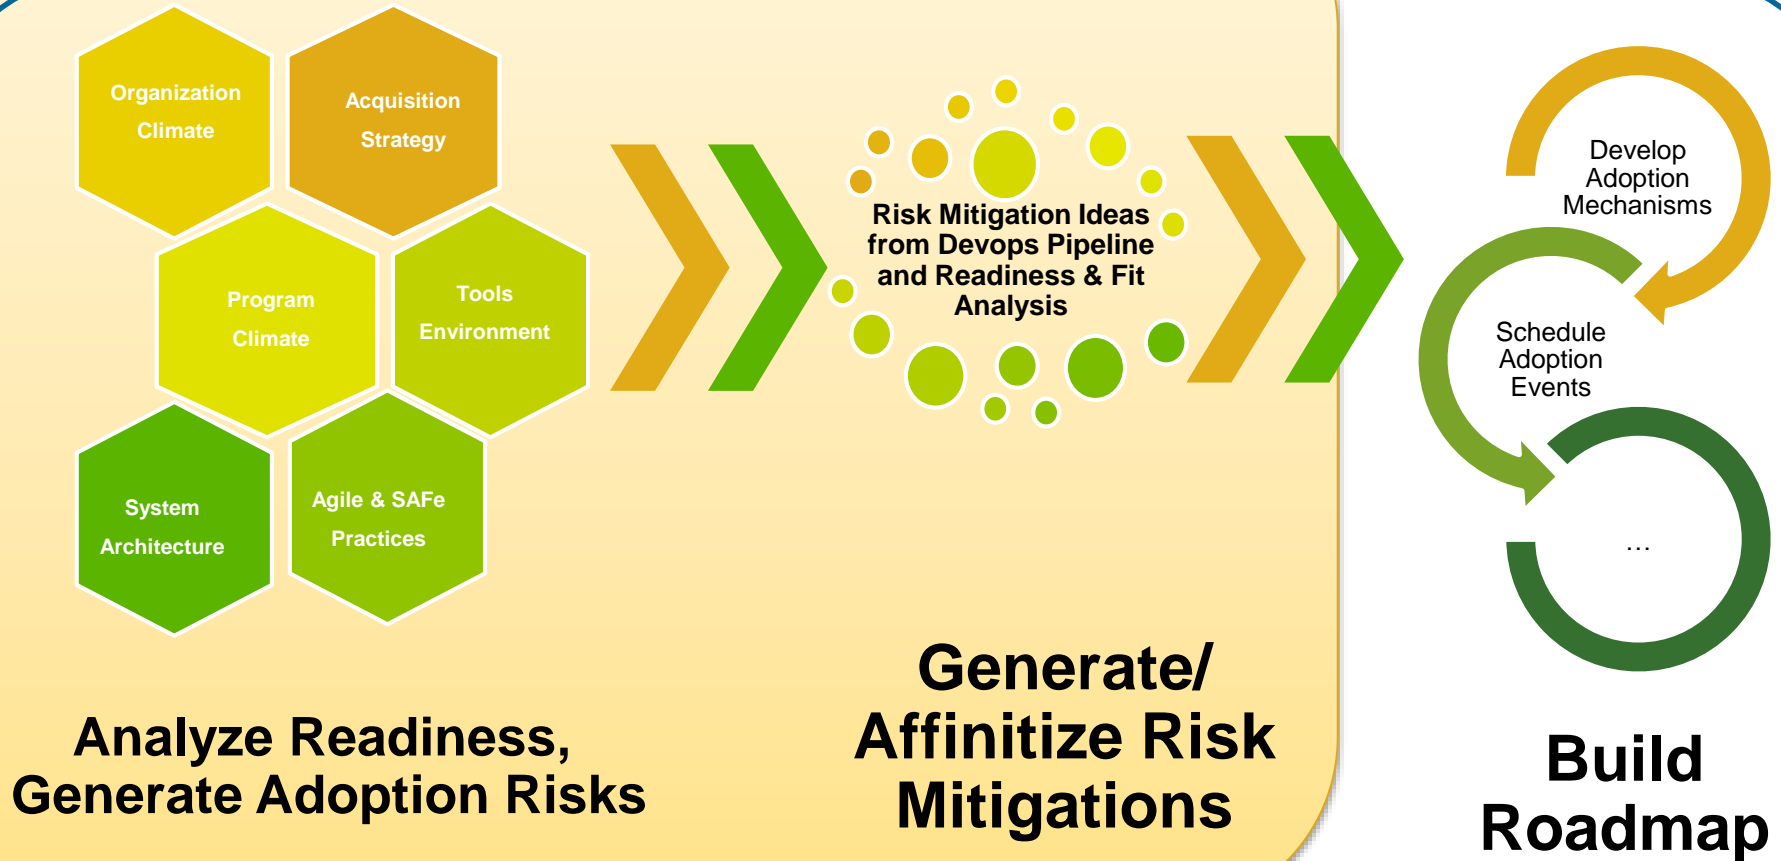 Organization
Climate
Acquisition
Strategy
Program
Climate
Tools
Environment
System
Architecture
Agile & SAFe
Practices
Analyze Readiness,
Generate Adoption Risks
Risk Mitigation Ideas
from Devops Pipeline
and Readiness & Fit
Analysis
Generate/
Affinitize Risk
Mitigations
Develop
Adoption
Mechanisms
Schedule
Adoption
Events
…
Build
Roadmap